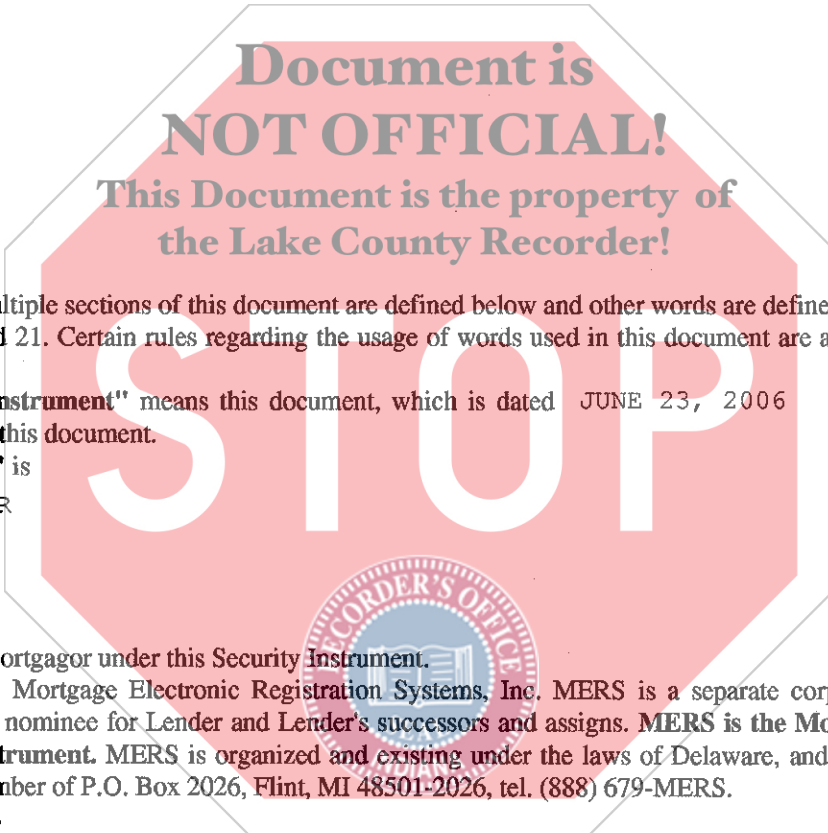 Document is
NOT OFFICIAL!
This Document is the property of
the Lake County Recorder!
STOP
ltiple sections of this document are defined below and other words are define
21. Certain rules regarding the usage of words used in this document are a
nstrument" means this document, which is dated JUNE 23, 2006
this document.
" is
R
RECORDER'S OFFICE
ortgagor under this Security Instrument.
Mortgage Electronic Registration Systems, Inc. MERS is a separate cor
nominee for Lender and Lender's successors and assigns. MERS is the Mo
trument. MERS is organized and existing under the laws of Delaware, and
nber of P.O. Box 2026, Flint, MI 48501-2026, tel. (888) 679-MERS.
INDIANA